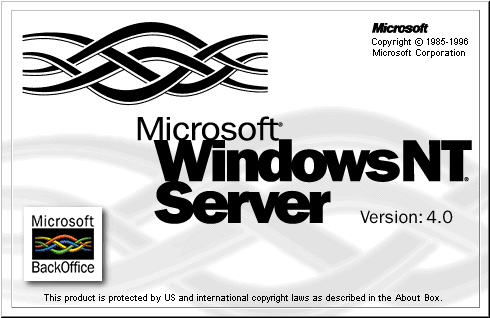 Microsoft
Copyright © 1985-1996
Microsoft Corporation
Microsoft®
Windows NT®
Server
Version: 4.0
Microsoft
BackOffice
This product is protected by US and international copyright laws as described in the About Box.